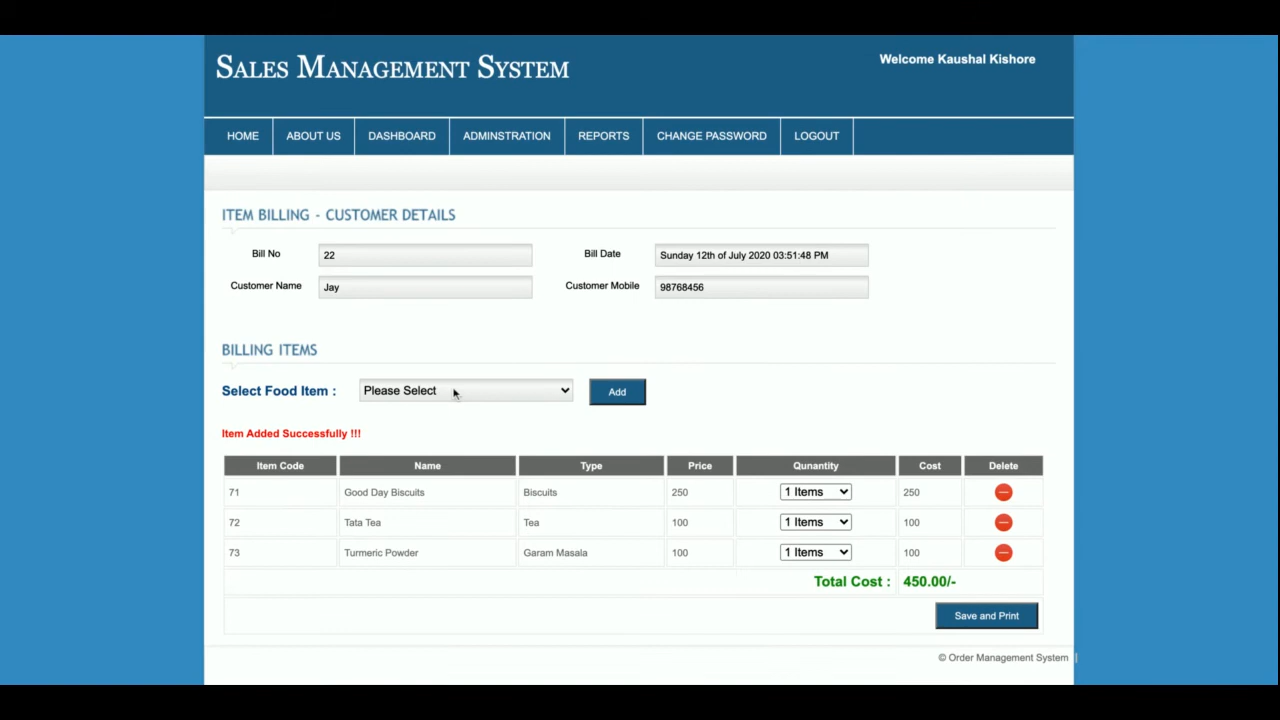 SALES MANAGEMENT SYSTEM
Welcome Kaushal Kishore
HOME ABOUT US DASHBOARD ADMINSTRATION REPORTS CHANGE PASSWORD LOGOUT
ITEM BILLING - CUSTOMER DETAILS
Bill No 22 Bill Date Sunday 12th of July 2020 03:51:48 PM
Customer Name Jay Customer Mobile 98768456
BILLING ITEMS
Select Food Item : Please Select Add
Item Added Successfully !!!
Item Code Name Type Price Qunantity Cost Delete
71 Good Day Biscuits Biscuits 250 1 Items 250
72 Tata Tea Tea 100 1 Items 100
73 Turmeric Powder Garam Masala 100 1 Items 100
Total Cost : 450.00/-
Save and Print
© Order Management System |